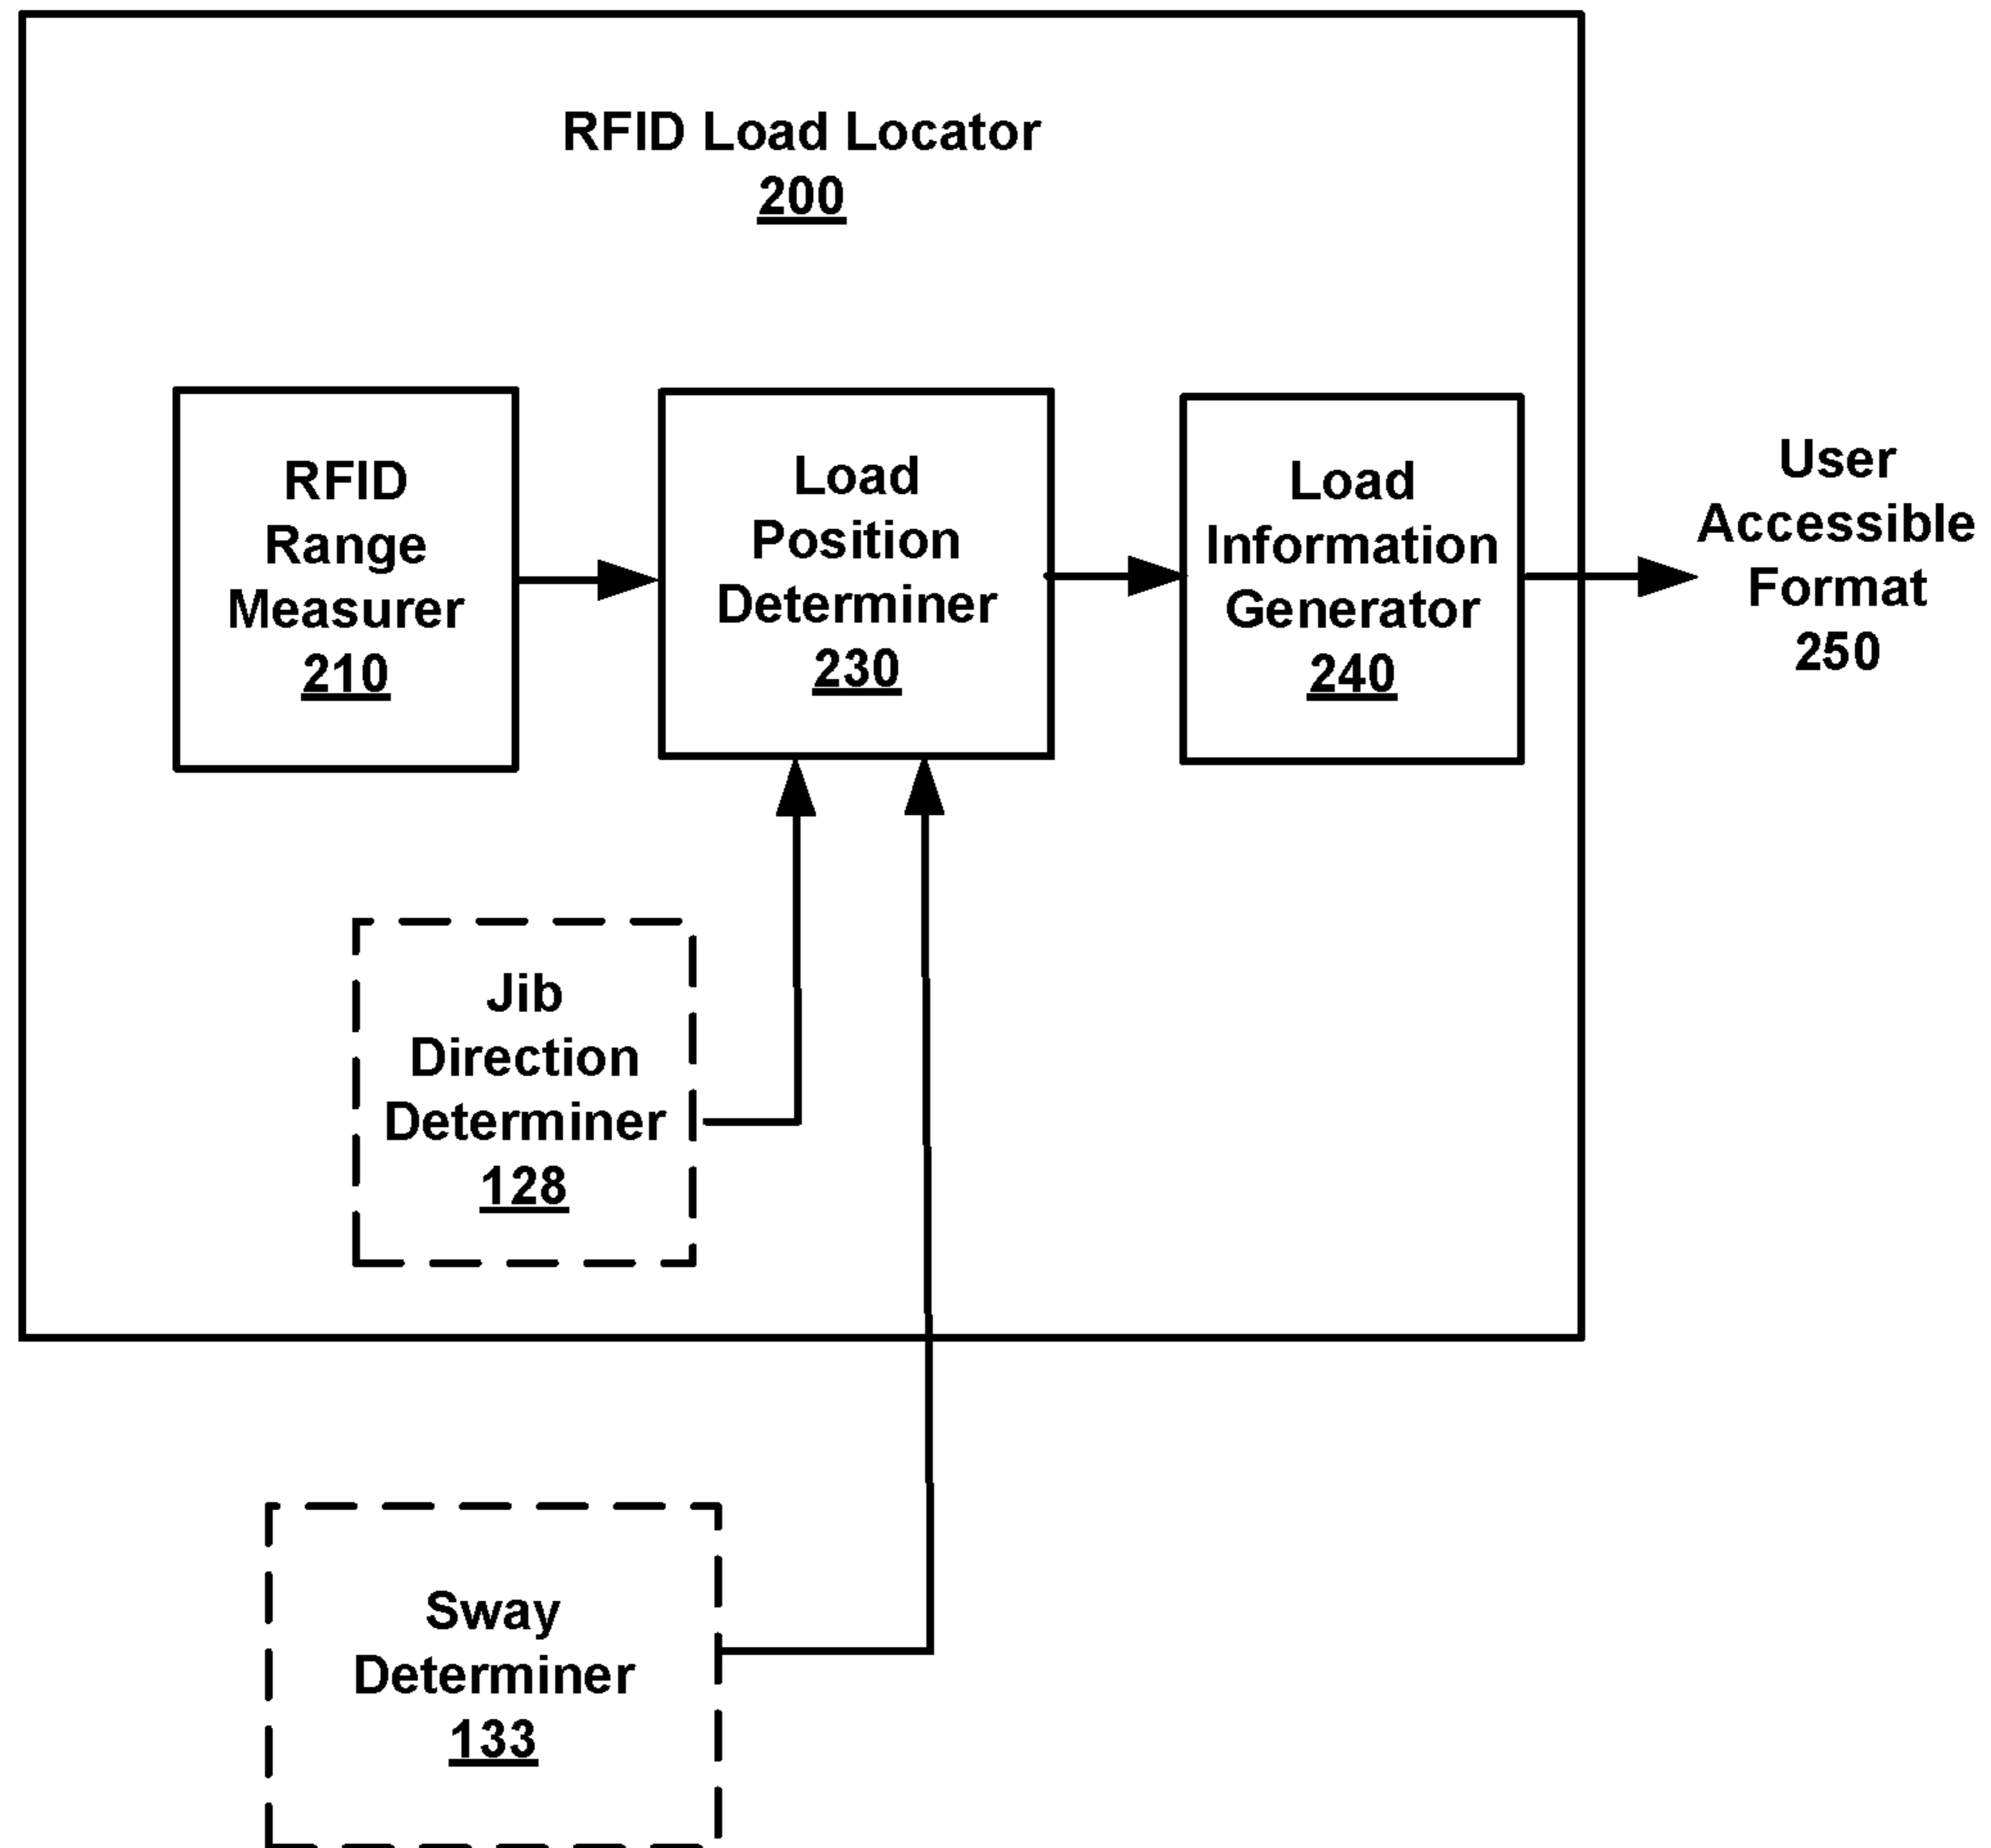 RFID Load Locator
200
RFID
Range
Measurer
210
Load
Position
Determiner
230
Load
Information
Generator
240
User
Accessible
Format
250
Jib
Direction
Determiner
128
Sway
Determiner
133